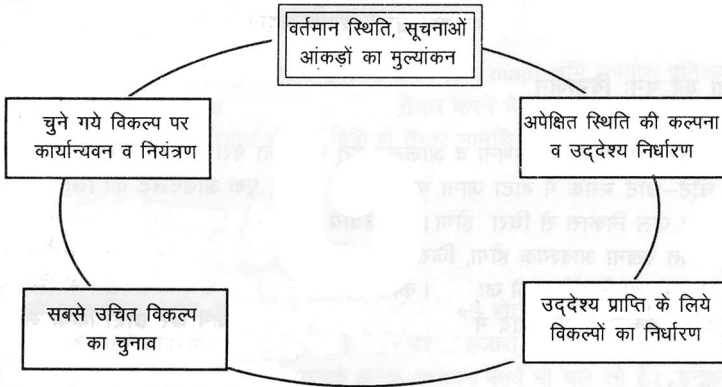 वर्तमान स्थिति, सूचनाओं
आंकड़ों का मुल्यांकन
अपेक्षित स्थिति की कल्पना
व उद्‌देश्य निर्धारण
उद्‌देश्य प्राप्ति के लिये
विकल्पों का निर्धारण
सबसे उचित विकल्प
का चुनाव
चुने गये विकल्प पर
कार्यान्यवन व नियंत्रण